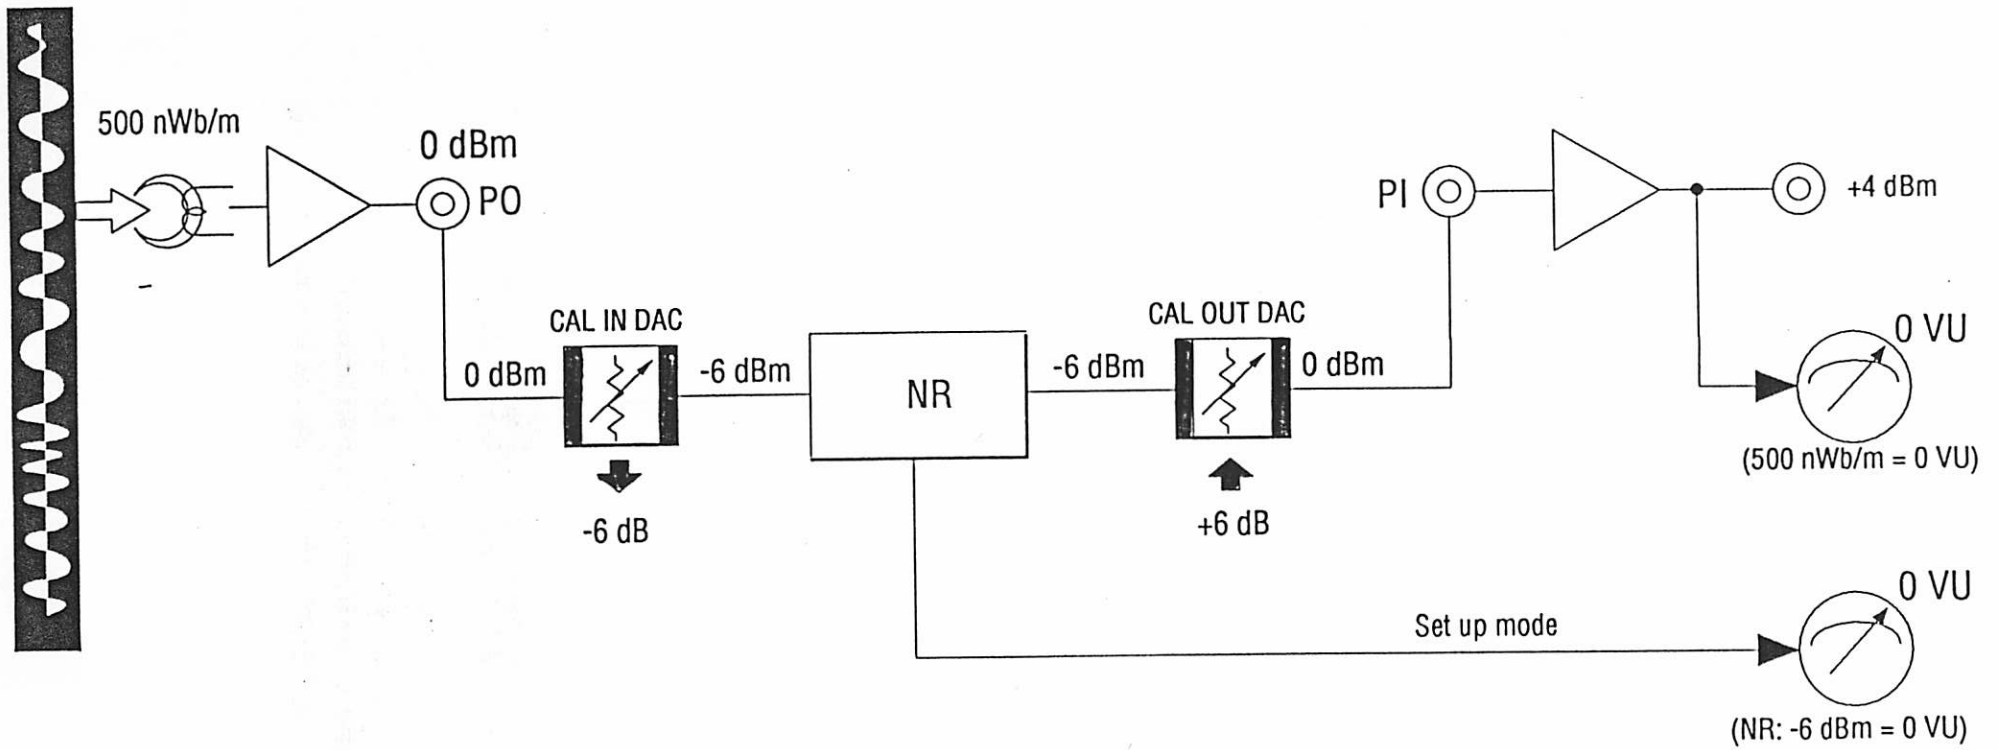 500 nWb/m
0 dBm
PO
CAL IN DAC
0 dBm
-6 dBm
-6 dB
NR
-6 dBm
CAL OUT DAC
0 dBm
+6 dB
PI
+4 dBm
0 VU
(500 nWb/m = 0 VU)
Set up mode
0 VU
(NR: -6 dBm = 0 VU)